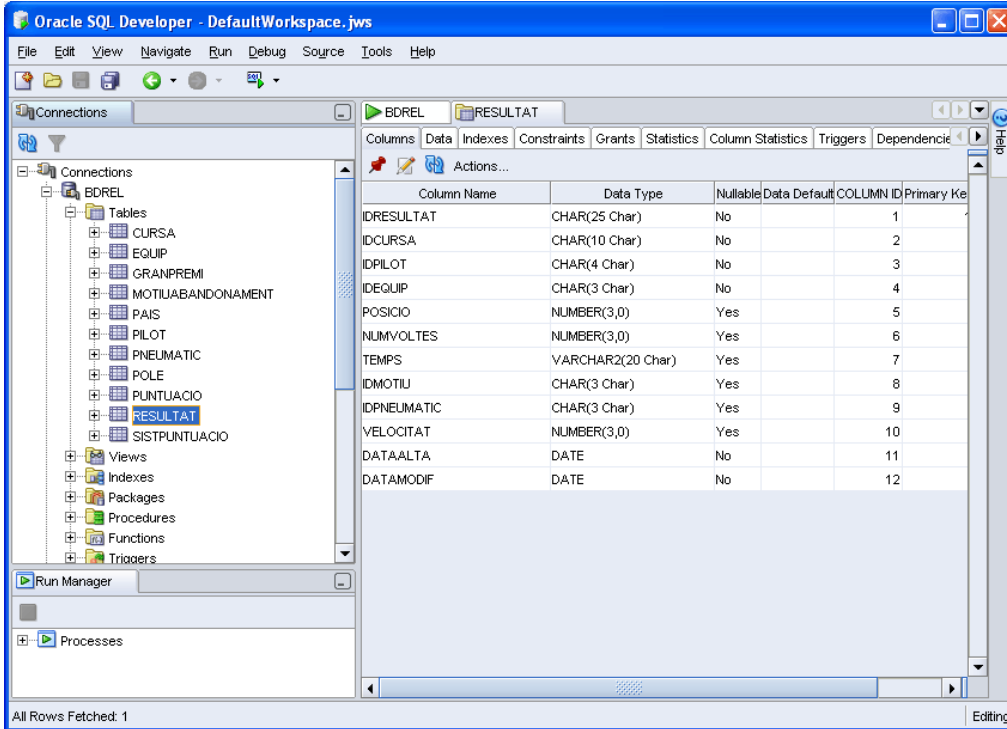 Oracle SQL Developer - DefaultWorkspace.jws
File Edit View Navigate Run Debug Source Tools Help
Connections
Connections
BDREL
Tables
CURSA
EQUIP
GRANPREMI
MOTIUABANDONAMENT
PAIS
PILOT
PNEUMATIC
POLE
PUNTUACIO
RESULTAT
SISTPUNTUACIO
Views
Indexes
Packages
Procedures
Functions
Triggers
Run Manager
Processes
BDREL RESULTAT
Columns Data Indexes Constraints Grants Statistics Column Statistics Triggers Dependencie
Actions...
Column Name Data Type Nullable Data Default COLUMN ID Primary Ke
IDRESULTAT CHAR(25 Char) No 1
IDCURSA CHAR(10 Char) No 2
IDPILOT CHAR(4 Char) No 3
IDEQUIP CHAR(3 Char) No 4
POSICIO NUMBER(3,0) Yes 5
NUMVOLTES NUMBER(3,0) Yes 6
TEMPS VARCHAR2(20 Char) Yes 7
IDMOTIU CHAR(3 Char) Yes 8
IDPNEUMATIC CHAR(3 Char) Yes 9
VELOCITAT NUMBER(3,0) Yes 10
DATAALTA DATE No 11
DATAMODIF DATE No 12
Help
All Rows Fetched: 1
Editing